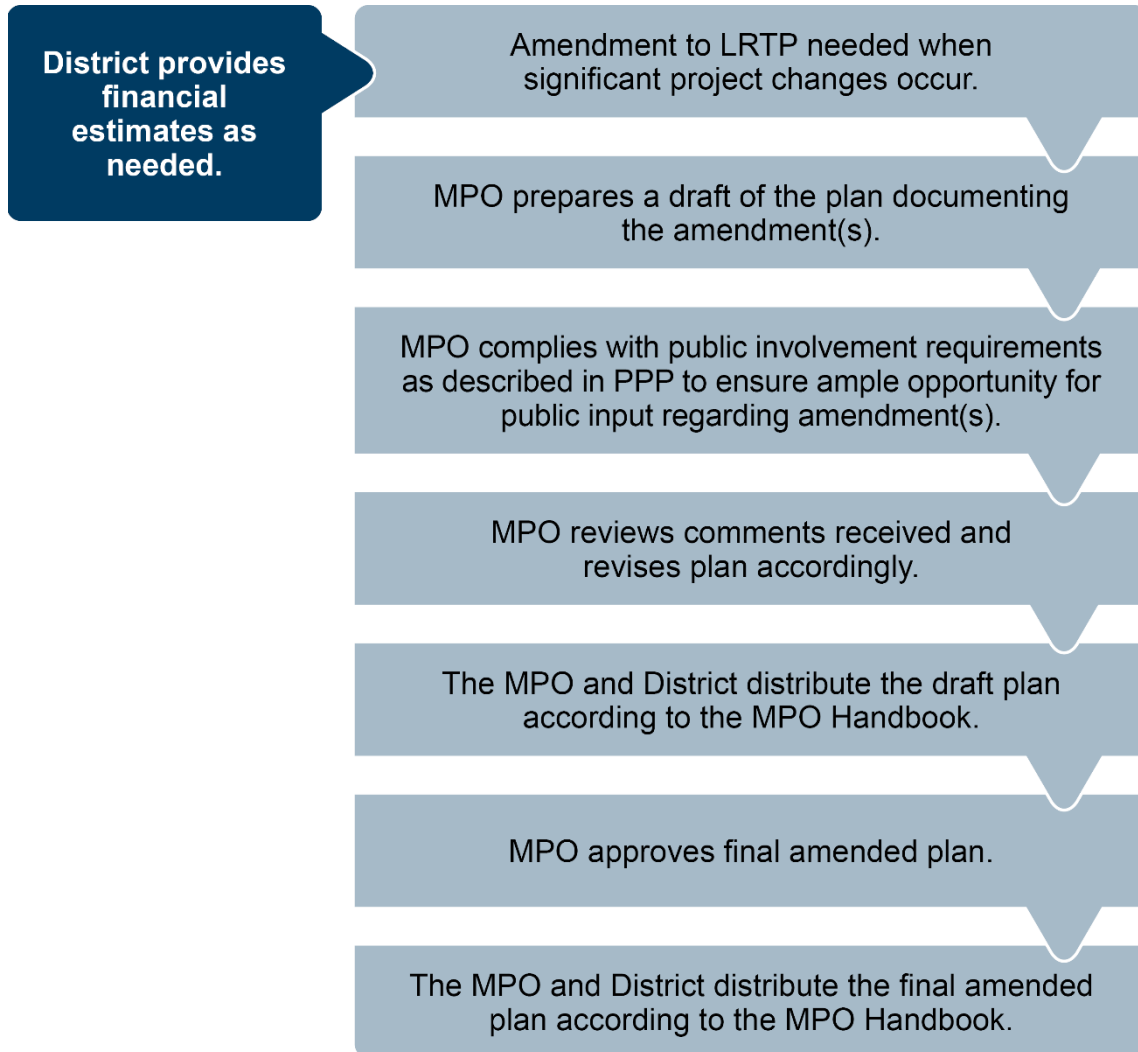 District provides
financial
estimates as
needed.
Amendment to LRTP needed when
significant project changes occur.
MPO prepares a draft of the plan documenting
the amendment(s).
MPO complies with public involvement requirements
as described in PPP to ensure ample opportunity for
public input regarding amendment(s).
MPO reviews comments received and
revises plan accordingly.
The MPO and District distribute the draft plan
according to the MPO Handbook.
MPO approves final amended plan.
The MPO and District distribute the final amended
plan according to the MPO Handbook.